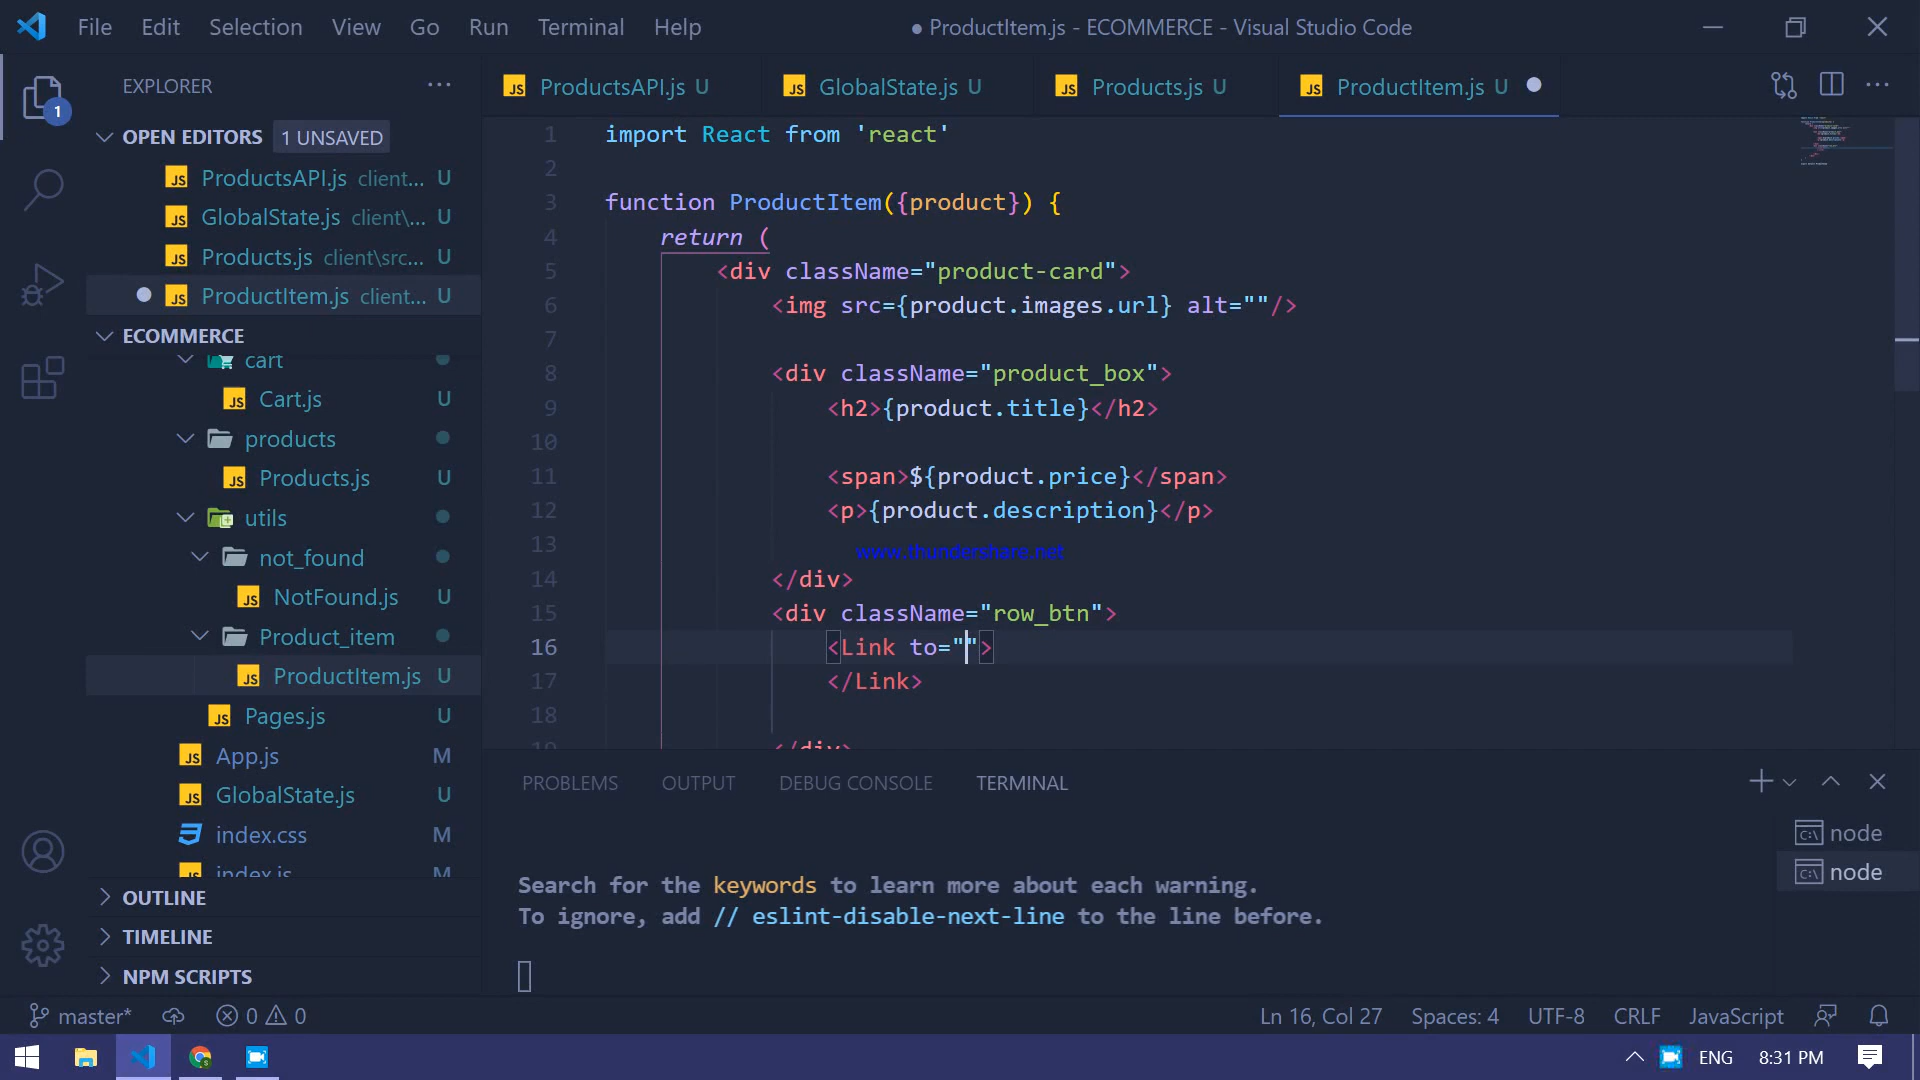 File Edit Selection View Go Run Terminal Help
● ProductItem.js - ECOMMERCE - Visual Studio Code
EXPLORER
ProductsAPI.js U
GlobalState.js U
Products.js U
ProductItem.js U
1
OPEN EDITORS 1 UNSAVED
ProductsAPI.js client... U
GlobalState.js client\... U
Products.js client\src... U
ProductItem.js client... U
ECOMMERCE
cart
Cart.js U
products
Products.js U
utils
not_found
NotFound.js U
Product_item
ProductItem.js U
Pages.js U
App.js M
GlobalState.js U
index.css M
index.js M
OUTLINE
TIMELINE
NPM SCRIPTS
1 import React from 'react'
2
3 function ProductItem({product}) {
4 return (
5 <div className="product-card">
6 <img src={product.images.url} alt=""/>
7
8 <div className="product_box">
9 <h2>{product.title}</h2>
10
11 <span>${product.price}</span>
12 <p>{product.description}</p>
13
www.thundershare.net
14 </div>
15 <div className="row_btn">
16 <Link to="">
17 </Link>
18
19 </div>
PROBLEMS OUTPUT DEBUG CONSOLE TERMINAL
Search for the keywords to learn more about each warning.
To ignore, add // eslint-disable-next-line to the line before.
node
node
master* 0 0
Ln 16, Col 27 Spaces: 4 UTF-8 CRLF JavaScript
ENG 8:31 PM